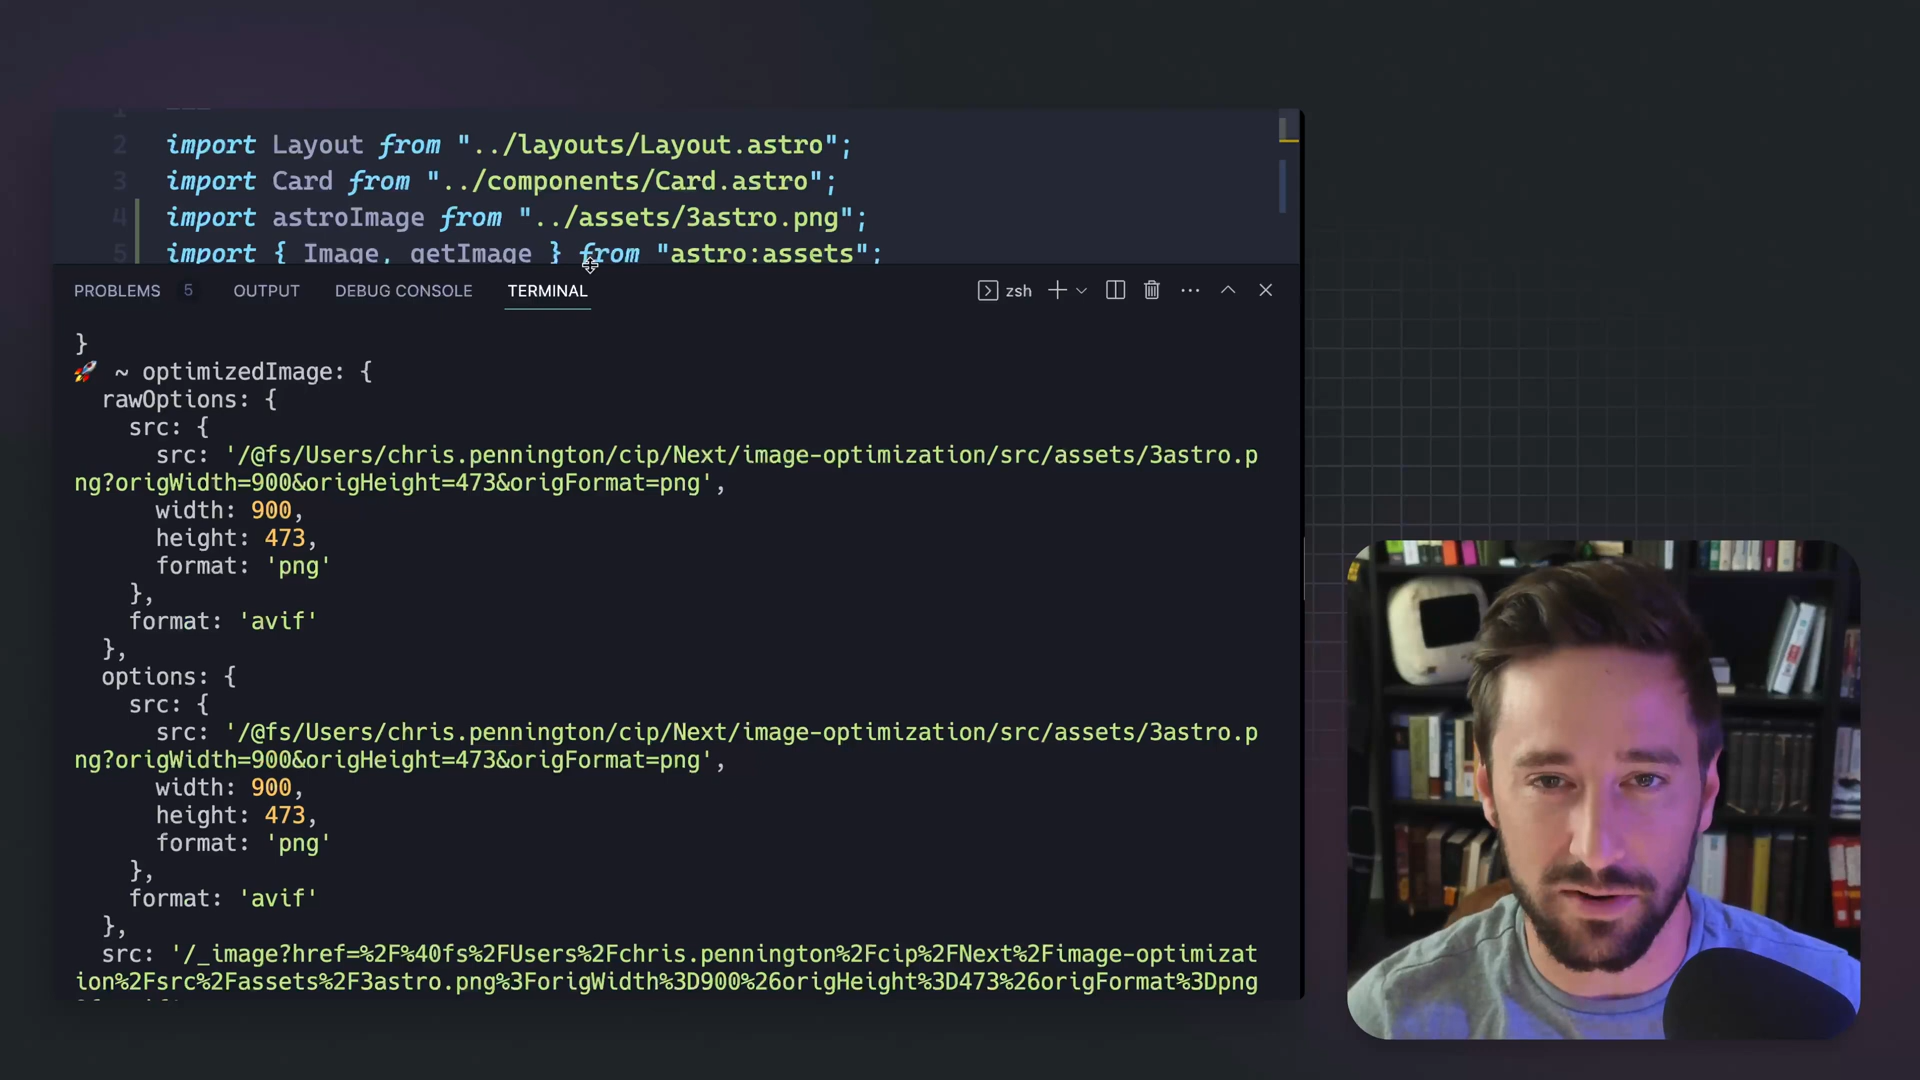 1 ---
2 import Layout from "../layouts/Layout.astro";
3 import Card from "../components/Card.astro";
4 import astroImage from "../assets/3astro.png";
5 import { Image, getImage } from "astro:assets";
PROBLEMS 5 OUTPUT DEBUG CONSOLE TERMINAL zsh
}
🚀 ~ optimizedImage: {
rawOptions: {
src: {
src: '/@fs/Users/chris.pennington/cip/Next/image-optimization/src/assets/3astro.p
ng?origWidth=900&origHeight=473&origFormat=png',
width: 900,
height: 473,
format: 'png'
},
format: 'avif'
},
options: {
src: {
src: '/@fs/Users/chris.pennington/cip/Next/image-optimization/src/assets/3astro.p
ng?origWidth=900&origHeight=473&origFormat=png',
width: 900,
height: 473,
format: 'png'
},
format: 'avif'
},
src: '/_image?href=%2F%40fs%2FUsers%2Fchris.pennington%2Fcip%2FNext%2Fimage-optimizat
ion%2Fsrc%2Fassets%2F3astro.png%3ForigWidth%3D900%26origHeight%3D473%26origFormat%3Dpng